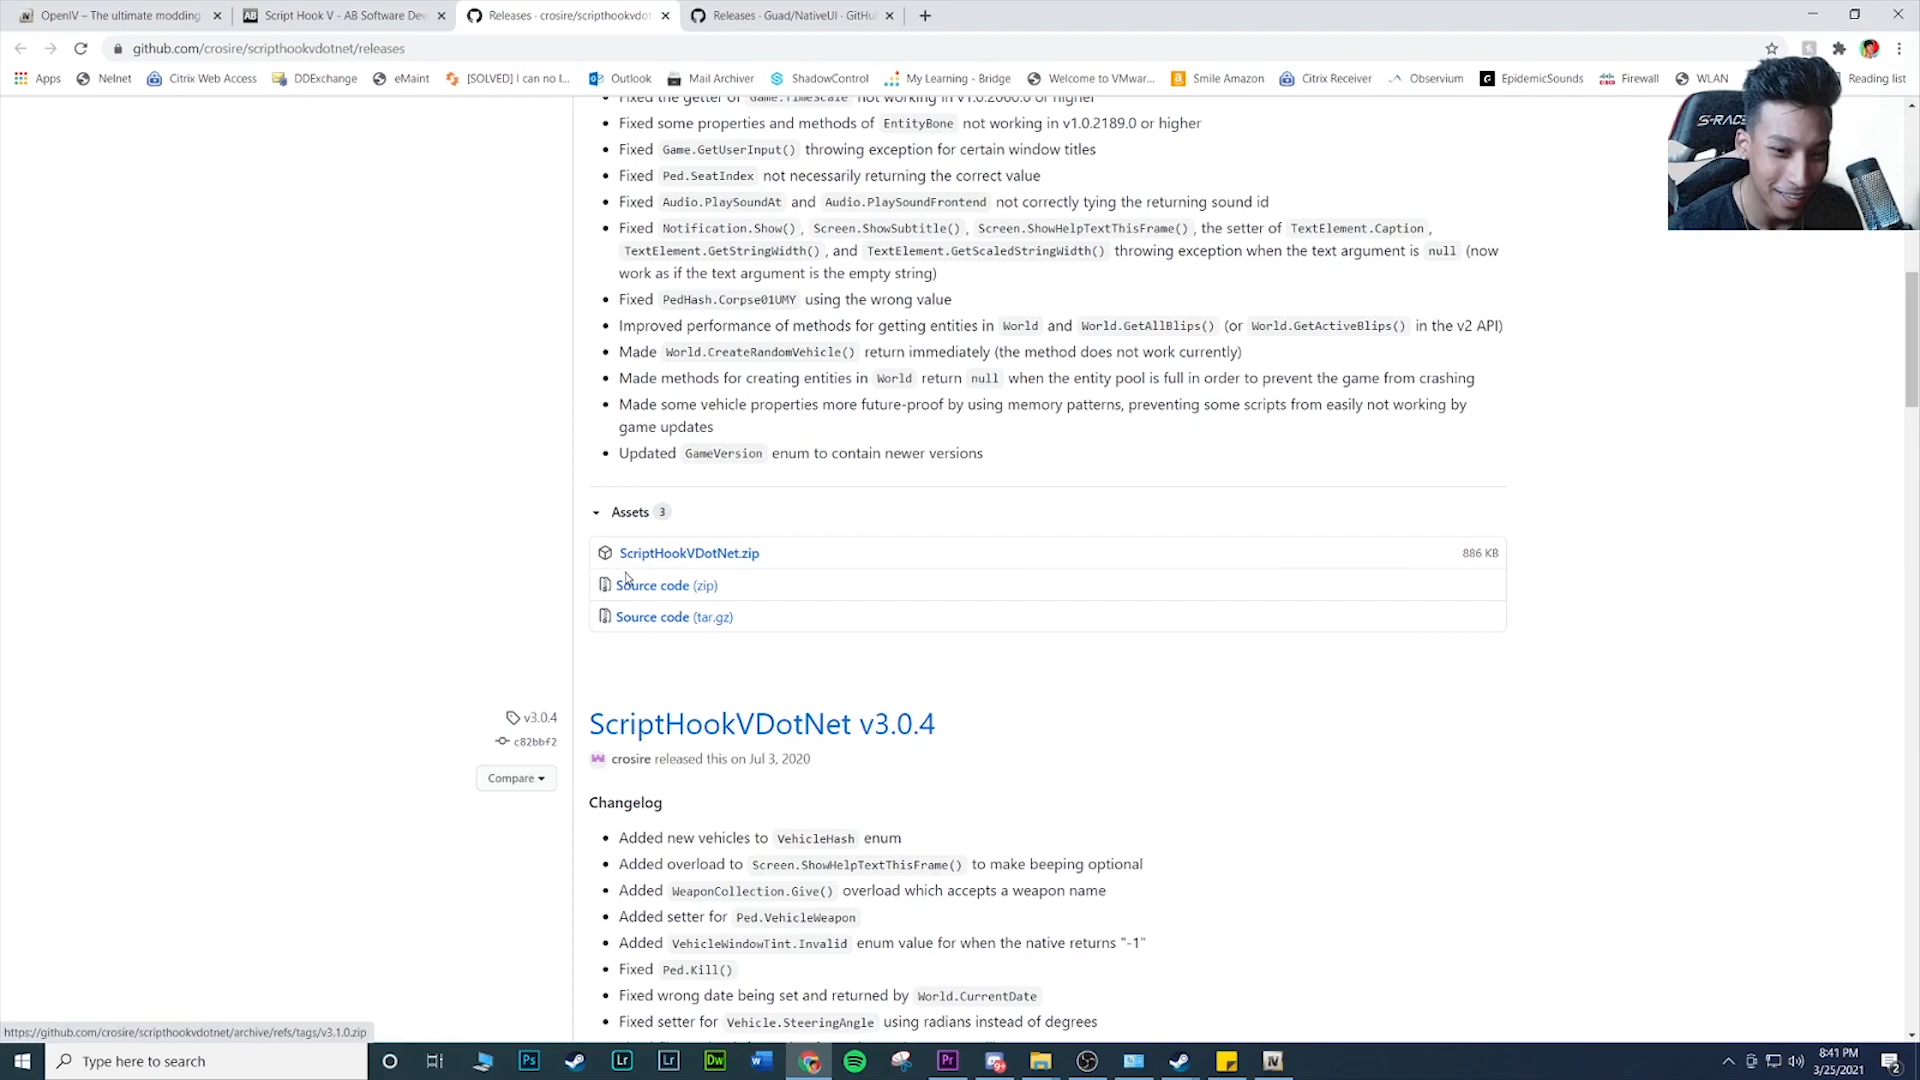 OpenIV – The ultimate modding
Script Hook V - AB Software Dev
Releases · crosire/scripthookvdot
Releases · Guad/NativeUI · GitHu
github.com/crosire/scripthookvdotnet/releases
Apps
Nelnet
Citrix Web Access
DDExchange
eMaint
[SOLVED] I can no l...
Outlook
Mail Archiver
ShadowControl
My Learning - Bridge
Welcome to VMwar...
Smile Amazon
Citrix Receiver
Observium
EpidemicSounds
Firewall
WLAN
Reading list
S-RACE
Fixed the getter of Game.TimeScale not working in v1.0.2060.0 or higher
Fixed some properties and methods of EntityBone not working in v1.0.2189.0 or higher
Fixed Game.GetUserInput() throwing exception for certain window titles
Fixed Ped.SeatIndex not necessarily returning the correct value
Fixed Audio.PlaySoundAt and Audio.PlaySoundFrontend not correctly tying the returning sound id
Fixed Notification.Show(), Screen.ShowSubtitle(), Screen.ShowHelpTextThisFrame(), the setter of TextElement.Caption,
TextElement.GetStringWidth(), and TextElement.GetScaledStringWidth() throwing exception when the text argument is null (now
work as if the text argument is the empty string)
Fixed PedHash.Corpse01UMY using the wrong value
Improved performance of methods for getting entities in World and World.GetAllBlips() (or World.GetActiveBlips() in the v2 API)
Made World.CreateRandomVehicle() return immediately (the method does not work currently)
Made methods for creating entities in World return null when the entity pool is full in order to prevent the game from crashing
Made some vehicle properties more future-proof by using memory patterns, preventing some scripts from easily not working by
game updates
Updated GameVersion enum to contain newer versions
Assets 3
ScriptHookVDotNet.zip 886 KB
Source code (zip)
Source code (tar.gz)
v3.0.4
c82bbf2
Compare
ScriptHookVDotNet v3.0.4
crosire released this on Jul 3, 2020
Changelog
Added new vehicles to VehicleHash enum
Added overload to Screen.ShowHelpTextThisFrame() to make beeping optional
Added WeaponCollection.Give() overload which accepts a weapon name
Added setter for Ped.VehicleWeapon
Added VehicleWindowTint.Invalid enum value for when the native returns "-1"
Fixed Ped.Kill()
Fixed wrong date being set and returned by World.CurrentDate
Fixed setter for Vehicle.SteeringAngle using radians instead of degrees
https://github.com/crosire/scripthookvdotnet/archive/refs/tags/v3.1.0.zip
Type here to search
8:41 PM
3/25/2021